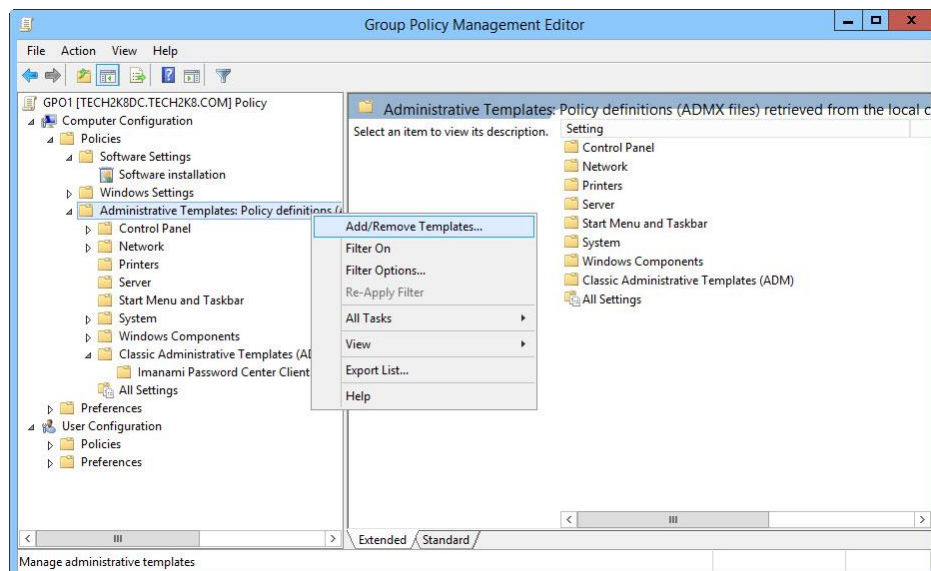 Group Policy Management Editor
File Action View Help
GPO1 [TECH2K8DC.TECH2K8.COM] Policy
Computer Configuration
Policies
Software Settings
Software installation
Windows Settings
Administrative Templates: Policy definitions (
Control Panel
Network
Printers
Server
Start Menu and Taskbar
System
Windows Components
Classic Administrative Templates (AD
Imanami Password Center Client
All Settings
Preferences
User Configuration
Policies
Preferences
Add/Remove Templates...
Filter On
Filter Options...
Re-Apply Filter
All Tasks
View
Export List...
Help
Administrative Templates: Policy definitions (ADMX files) retrieved from the local c
Select an item to view its description.
Setting
Control Panel
Network
Printers
Server
Start Menu and Taskbar
System
Windows Components
Classic Administrative Templates (ADM)
All Settings
Extended Standard
Manage administrative templates